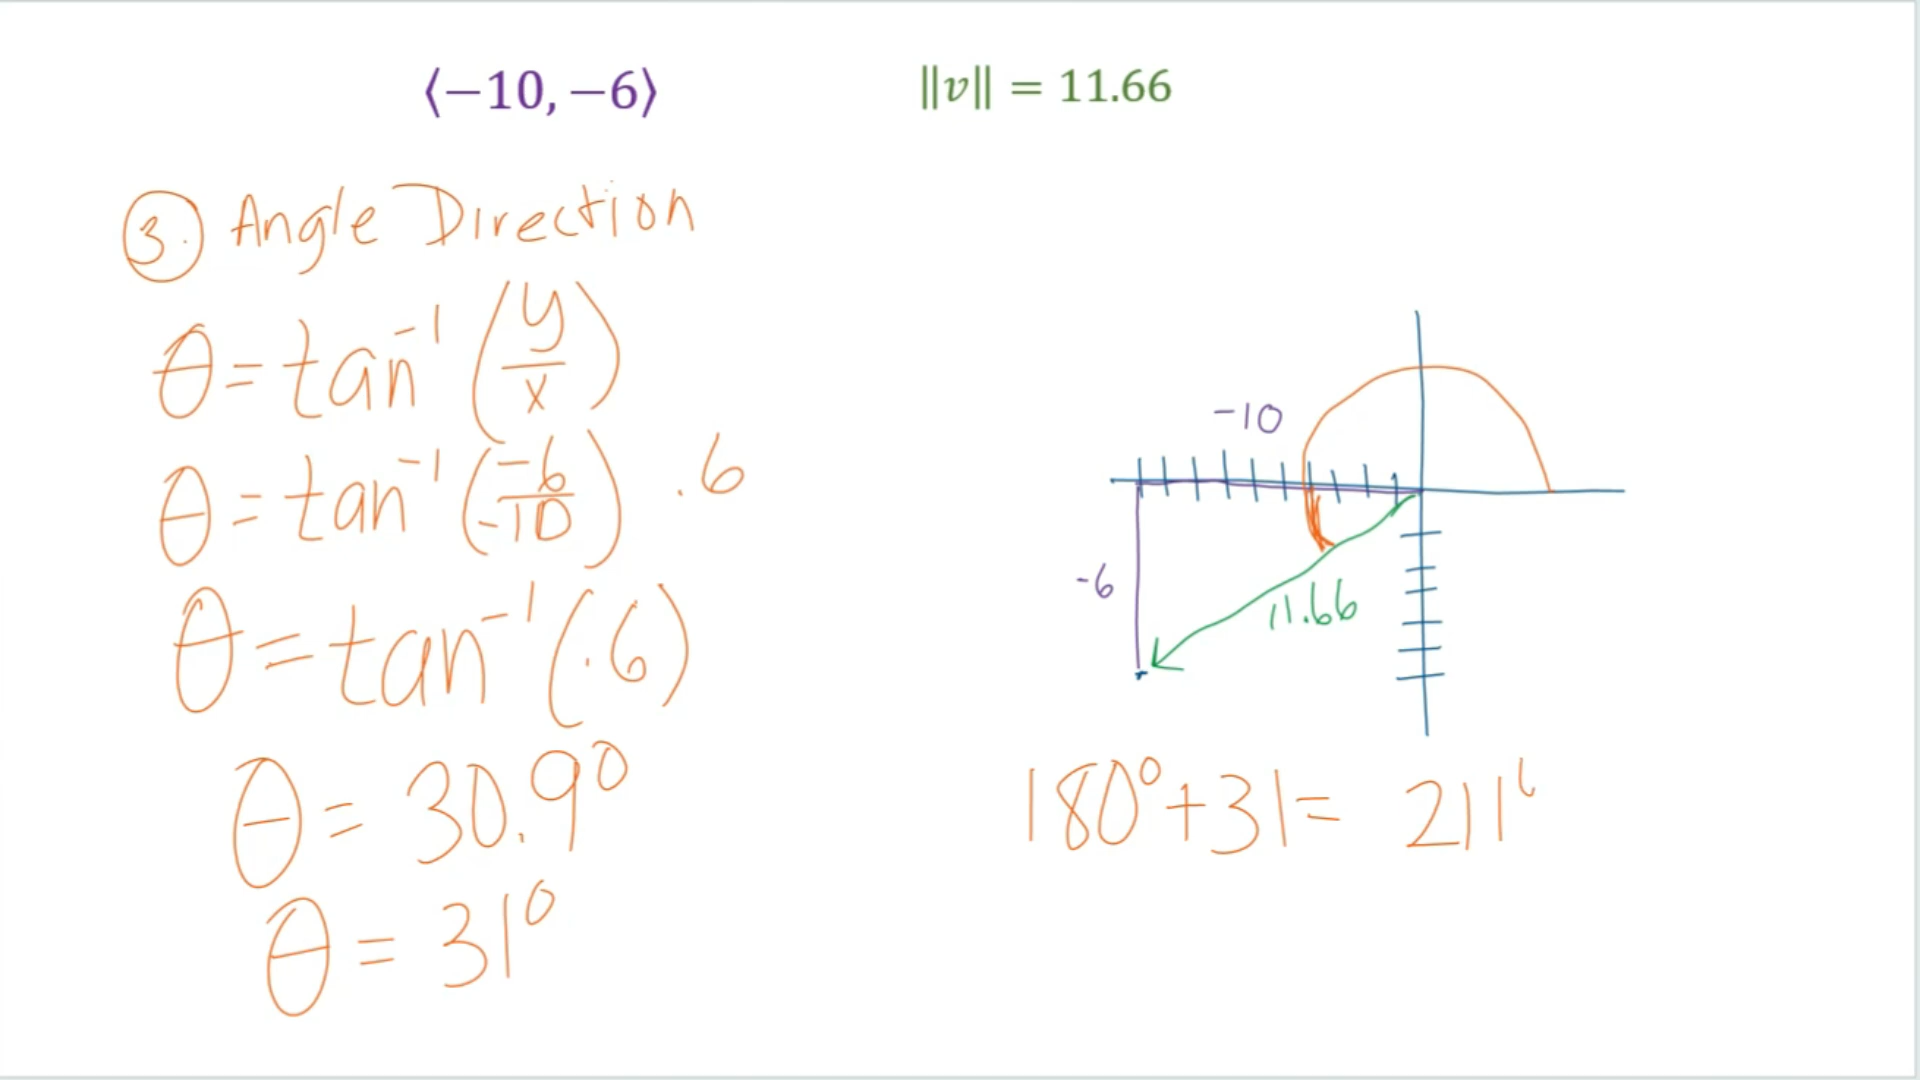 ⟨−10, −6⟩
‖v‖ = 11.66
3. Angle Direction
θ = tan⁻¹ (y/x)
θ = tan⁻¹ (-6/-10) .6
θ = tan⁻¹ (.6)
θ = 30.9°
θ = 31°
-10
-6
11.66
180° + 31 = 211°